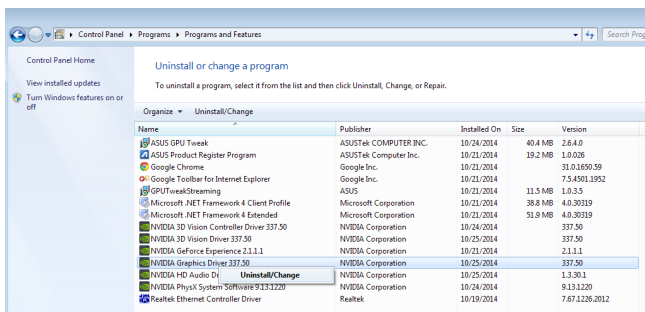 Control Panel Programs Programs and Features Search Prog
Control Panel Home
View installed updates
Turn Windows features on or
off
Uninstall or change a program
To uninstall a program, select it from the list and then click Uninstall, Change, or Repair.
Organize Uninstall/Change
Name Publisher Installed On Size Version
ASUS GPU Tweak ASUSTek COMPUTER INC. 10/24/2014 40.4 MB 2.6.4.0
ASUS Product Register Program ASUSTek Computer Inc. 10/21/2014 19.2 MB 1.0.026
Google Chrome Google Inc. 10/21/2014 31.0.1650.59
Google Toolbar for Internet Explorer Google Inc. 10/21/2014 7.5.4501.1952
GPUTweakStreaming ASUS 10/21/2014 11.5 MB 1.0.3.5
Microsoft .NET Framework 4 Client Profile Microsoft Corporation 10/21/2014 38.8 MB 4.0.30319
Microsoft .NET Framework 4 Extended Microsoft Corporation 10/21/2014 51.9 MB 4.0.30319
NVIDIA 3D Vision Controller Driver 337.50 NVIDIA Corporation 10/24/2014 337.50
NVIDIA 3D Vision Driver 337.50 NVIDIA Corporation 10/25/2014 337.50
NVIDIA GeForce Experience 2.1.1.1 NVIDIA Corporation 10/21/2014 2.1.1.1
NVIDIA Graphics Driver 337.50 NVIDIA Corporation 10/25/2014 337.50
NVIDIA HD Audio Dr Uninstall/Change NVIDIA Corporation 10/25/2014 1.3.30.1
NVIDIA PhysX System Software 9.13.1220 NVIDIA Corporation 10/24/2014 9.13.1220
Realtek Ethernet Controller Driver Realtek 10/19/2014 7.67.1226.2012